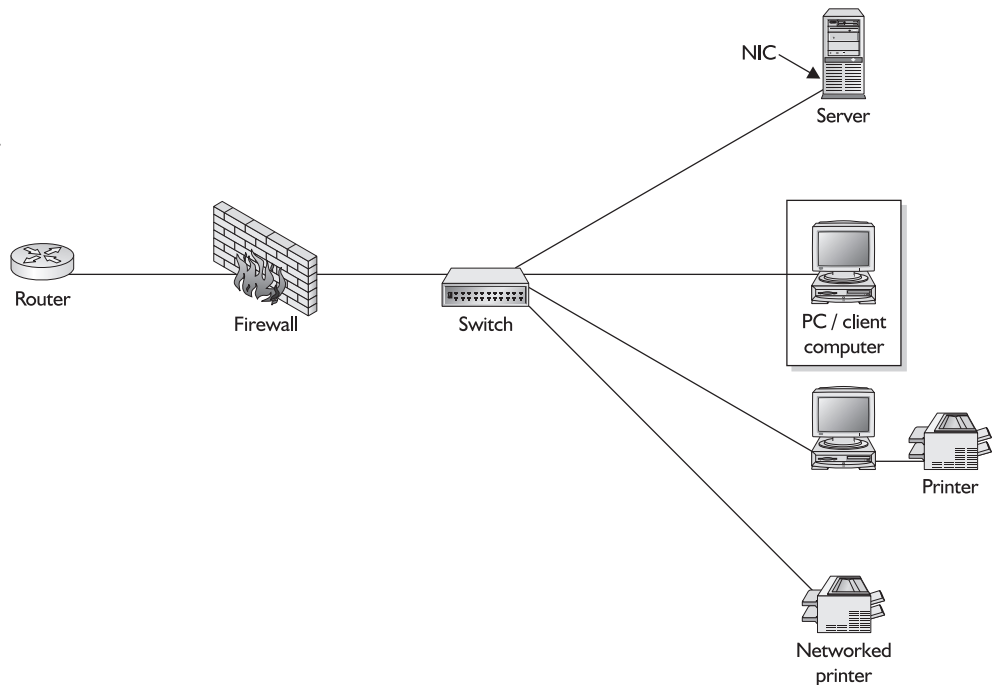 NIC
Server
Router
Firewall
Switch
PC / client
computer
Printer
Networked
printer